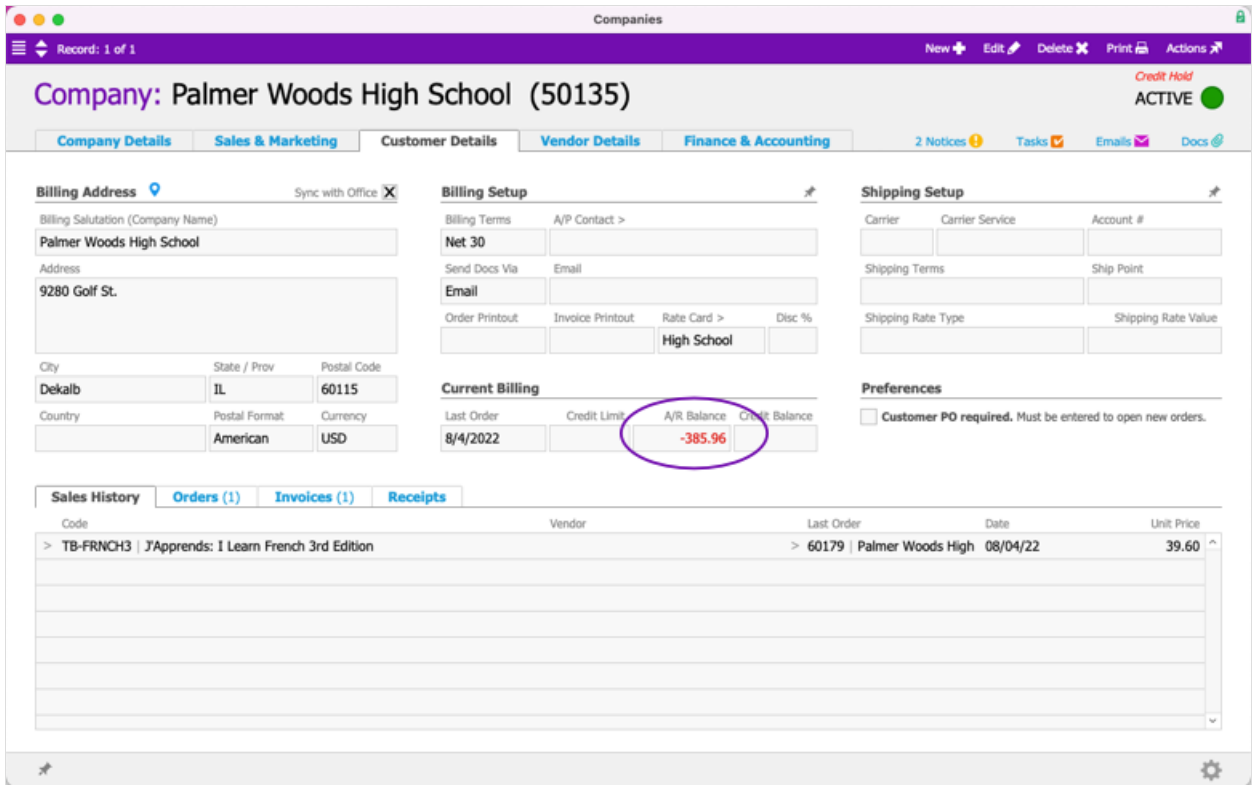 Companies
Record: 1 of 1 New Edit Delete Print Actions
Credit Hold
Company: Palmer Woods High School (50135) ACTIVE
Company Details Sales & Marketing Customer Details Vendor Details Finance & Accounting 2 Notices Tasks Emails Docs
Billing Address Sync with Office X Billing Setup Shipping Setup
Billing Salutation (Company Name) Billing Terms A/P Contact > Carrier Carrier Service Account #
Palmer Woods High School Net 30
Address Send Docs Via Email Shipping Terms Ship Point
9280 Golf St. Email
Order Printout Invoice Printout Rate Card > Disc % Shipping Rate Type Shipping Rate Value
High School
City State / Prov Postal Code
Dekalb IL 60115 Current Billing Preferences
Country Postal Format Currency Last Order Credit Limit A/R Balance Credit Balance Customer PO required. Must be entered to open new orders.
American USD 8/4/2022 -385.96
Sales History Orders (1) Invoices (1) Receipts
Code Vendor Last Order Date Unit Price
> TB-FRNCH3 | J'Apprends: I Learn French 3rd Edition > 60179 | Palmer Woods High 08/04/22 39.60